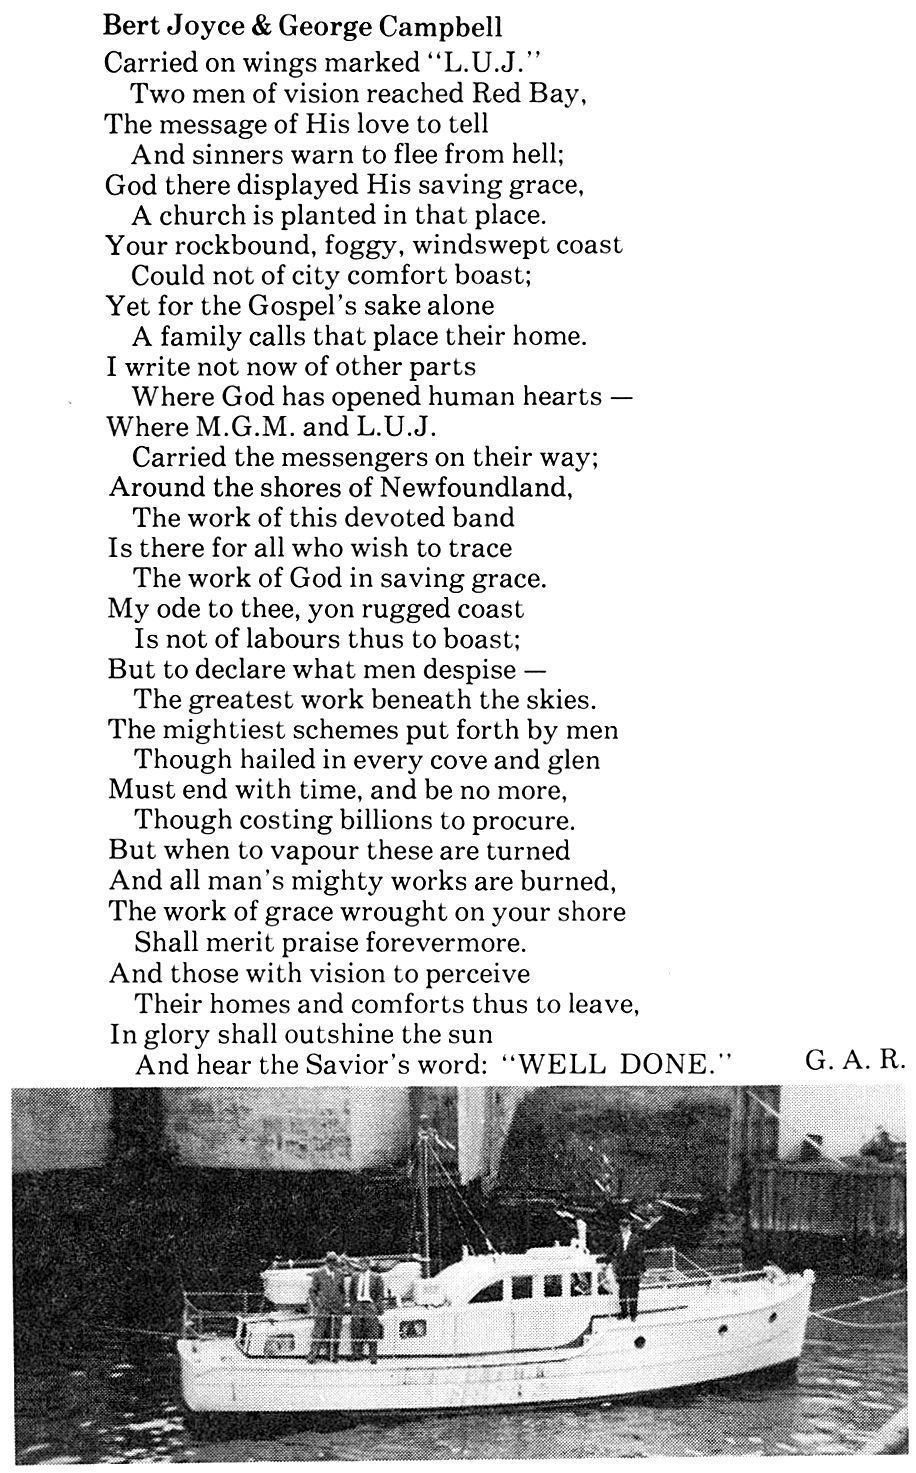 Bert Joyce & George Campbell
Carried on wings marked "L.U.J."
Two men of vision reached Red Bay,
The message of His love to tell
And sinners warn to flee from hell;
God there displayed His saving grace,
A church is planted in that place.
Your rockbound, foggy, windswept coast
Could not of city comfort boast;
Yet for the Gospel's sake alone
A family calls that place their home.
I write not now of other parts
Where God has opened human hearts —
Where M.G.M. and L.U.J.
Carried the messengers on their way;
Around the shores of Newfoundland,
The work of this devoted band
Is there for all who wish to trace
The work of God in saving grace.
My ode to thee, yon rugged coast
Is not of labours thus to boast;
But to declare what men despise —
The greatest work beneath the skies.
The mightiest schemes put forth by men
Though hailed in every cove and glen
Must end with time, and be no more,
Though costing billions to procure.
But when to vapour these are turned
And all man's mighty works are burned,
The work of grace wrought on your shore
Shall merit praise forevermore.
And those with vision to perceive
Their homes and comforts thus to leave,
In glory shall outshine the sun
And hear the Savior's word: "WELL DONE." G. A. R.